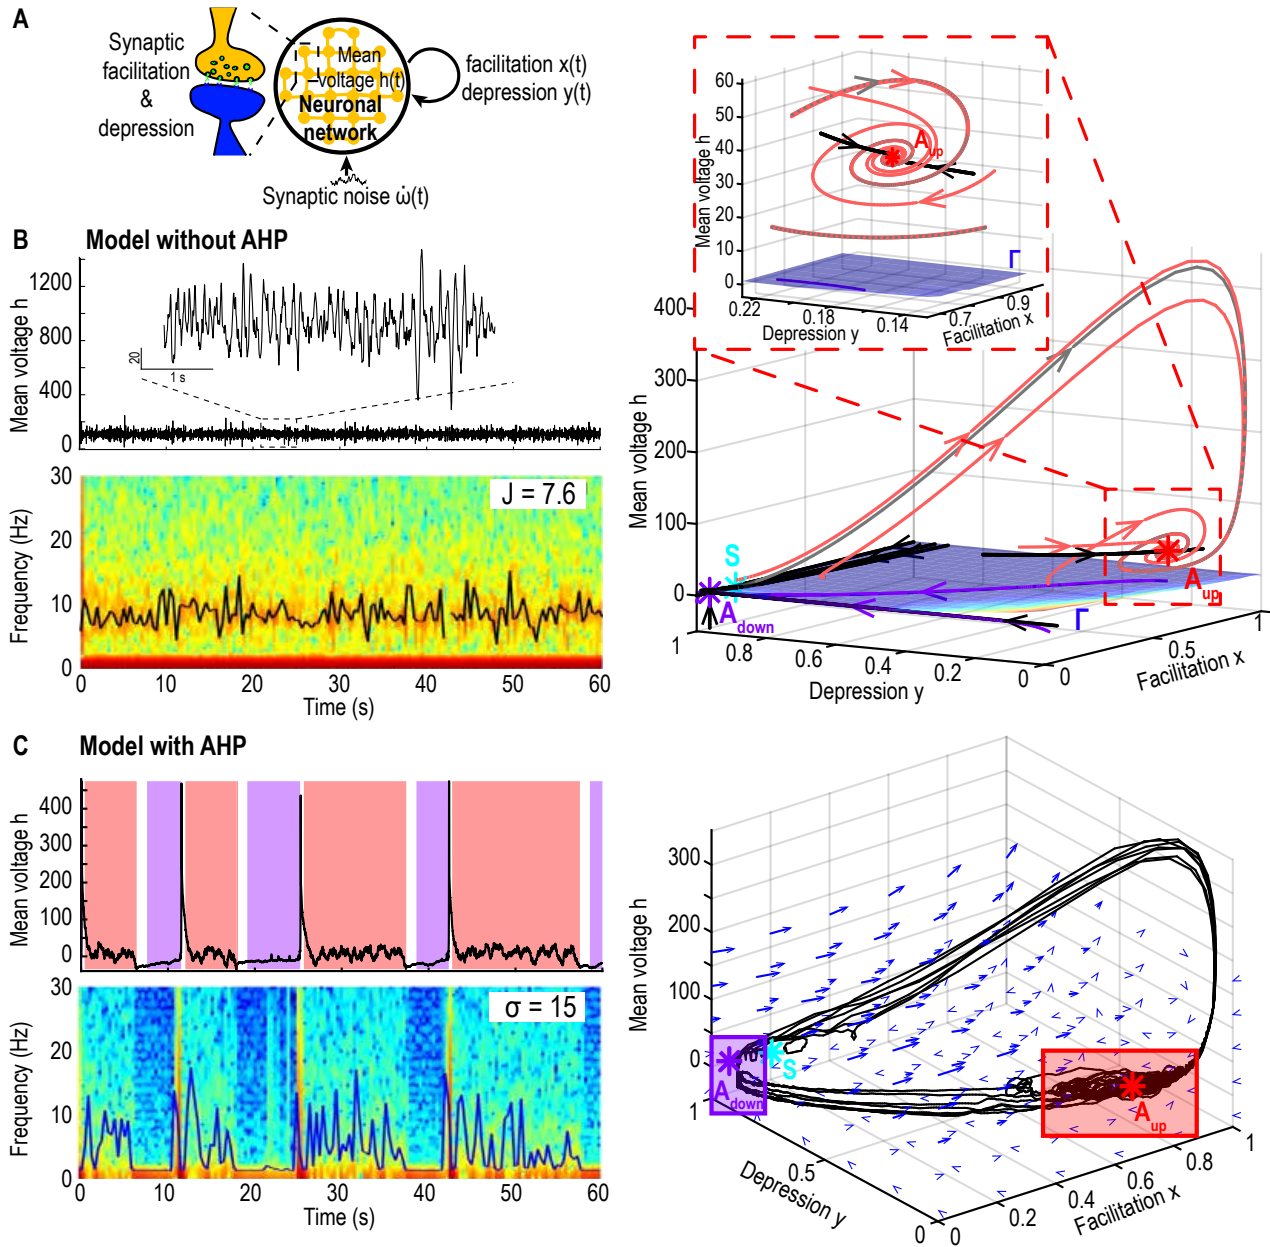 A
Synaptic
facilitation
&
depression
Mean
voltage h(t)
Neuronal
network
facilitation x(t)
depression y(t)
Synaptic noise ω̇(t)
B
Model without AHP
Mean voltage h
1200
800
400
0
20
1 s
Frequency (Hz)
30
20
10
0
J = 7.6
0
10
20
30
40
50
60
Time (s)
Mean voltage h
60
50
40
30
20
10
0
A up
Γ
0.22
0.18
0.14
Depression y
0.7
0.9
Facilitation x
Mean voltage h
400
300
200
100
0
S
A down
A up
Γ
1
0.8
0.6
0.4
0.2
0
Depression y
0
0.5
1
Facilitation x
C
Model with AHP
Mean voltage h
400
300
200
100
0
Frequency (Hz)
30
20
10
0
σ = 15
0
10
20
30
40
50
60
Time (s)
Mean voltage h
300
200
100
0
S
A down
A up
1
0.5
0
Depression y
0
0.2
0.4
0.6
0.8
1
Facilitation x